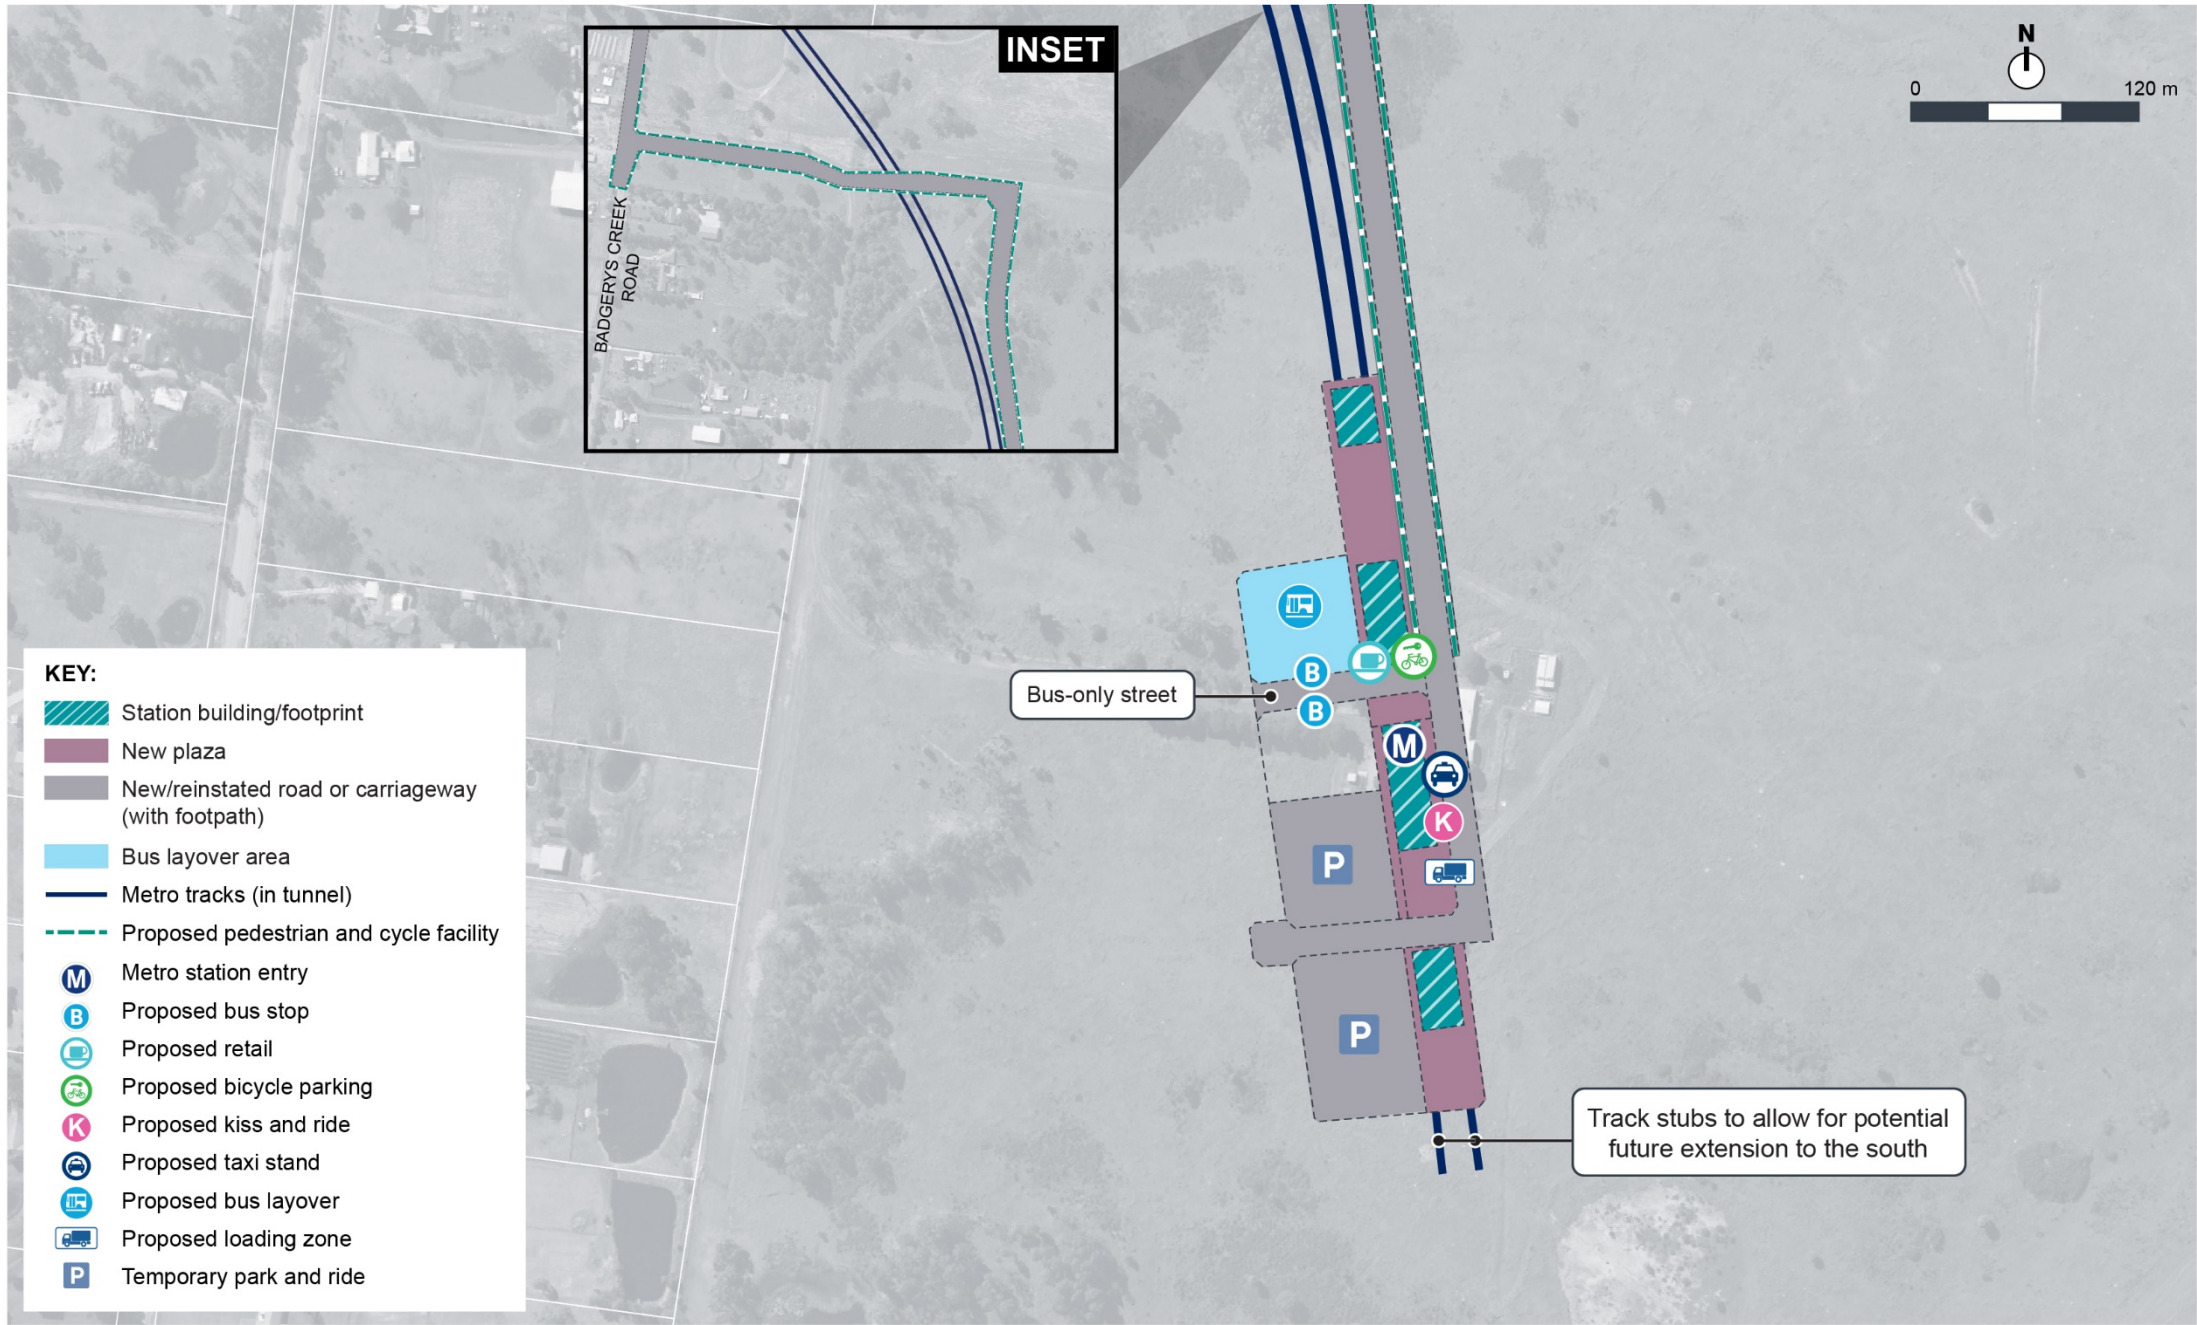 INSET
BADGERYS CREEK
ROAD
N
0 120 m
Bus-only street
B
B
M
K
P
P
Track stubs to allow for potential
future extension to the south
KEY:
Station building/footprint
New plaza
New/reinstated road or carriageway
(with footpath)
Bus layover area
Metro tracks (in tunnel)
Proposed pedestrian and cycle facility
M Metro station entry
B Proposed bus stop
Proposed retail
Proposed bicycle parking
K Proposed kiss and ride
Proposed taxi stand
Proposed bus layover
Proposed loading zone
P Temporary park and ride